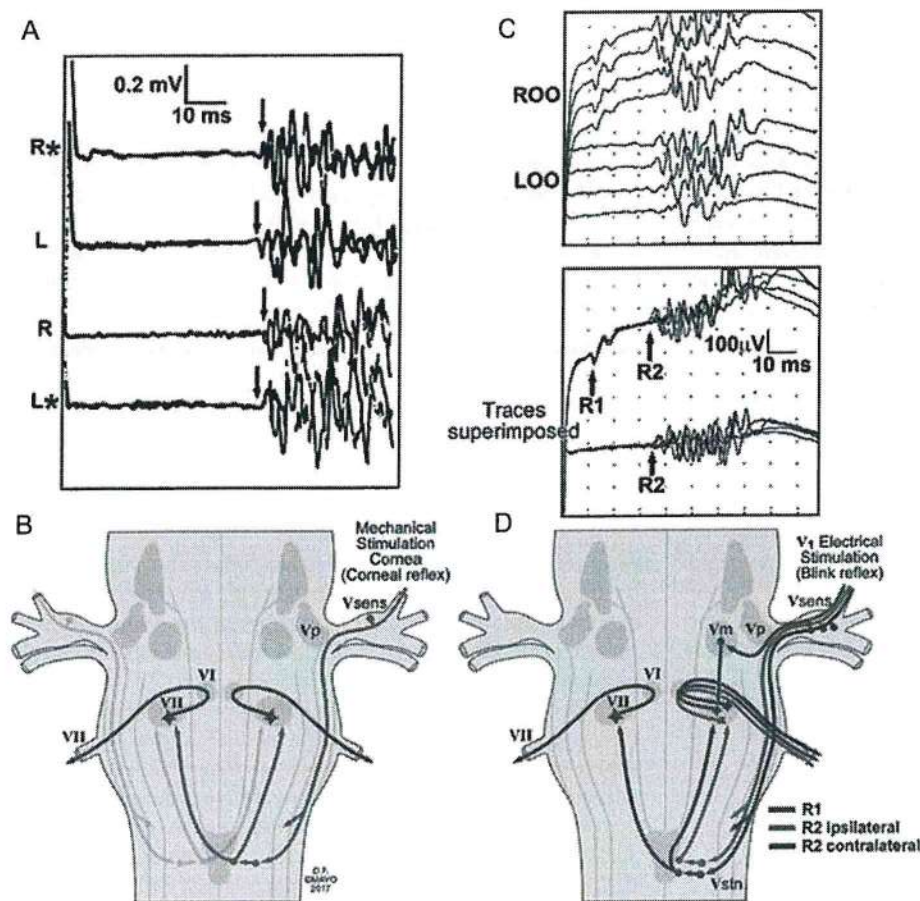 A
0.2 mV
10 ms
R*
L
R
L*
C
ROO
LOO
R1
R2
100µV
10 ms
Traces
superimposed
R2
B
Mechanical
Stimulation
Cornea
(Corneal reflex)
Vsens
Vp
VI
VII
VII
D.F.
©MAYO
2017
D
V1 Electrical
Stimulation
(Blink reflex)
Vsens
Vm
Vp
VI
VII
VII
R1
R2 ipsilateral
R2 contralateral
Vstn